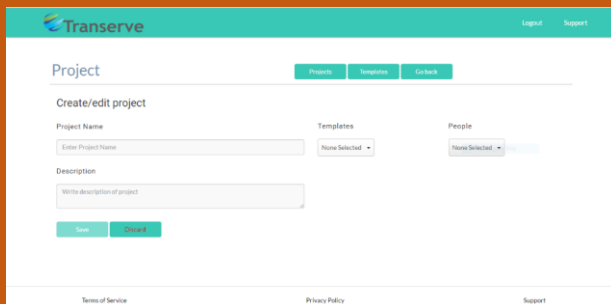 Transerve
Logout Support
Project
Projects Templates Go back
Create/edit project
Project Name Templates People
Enter Project Name None Selected None Selected
Description
Write description of project
Save Discard
Terms of Service Privacy Policy Support